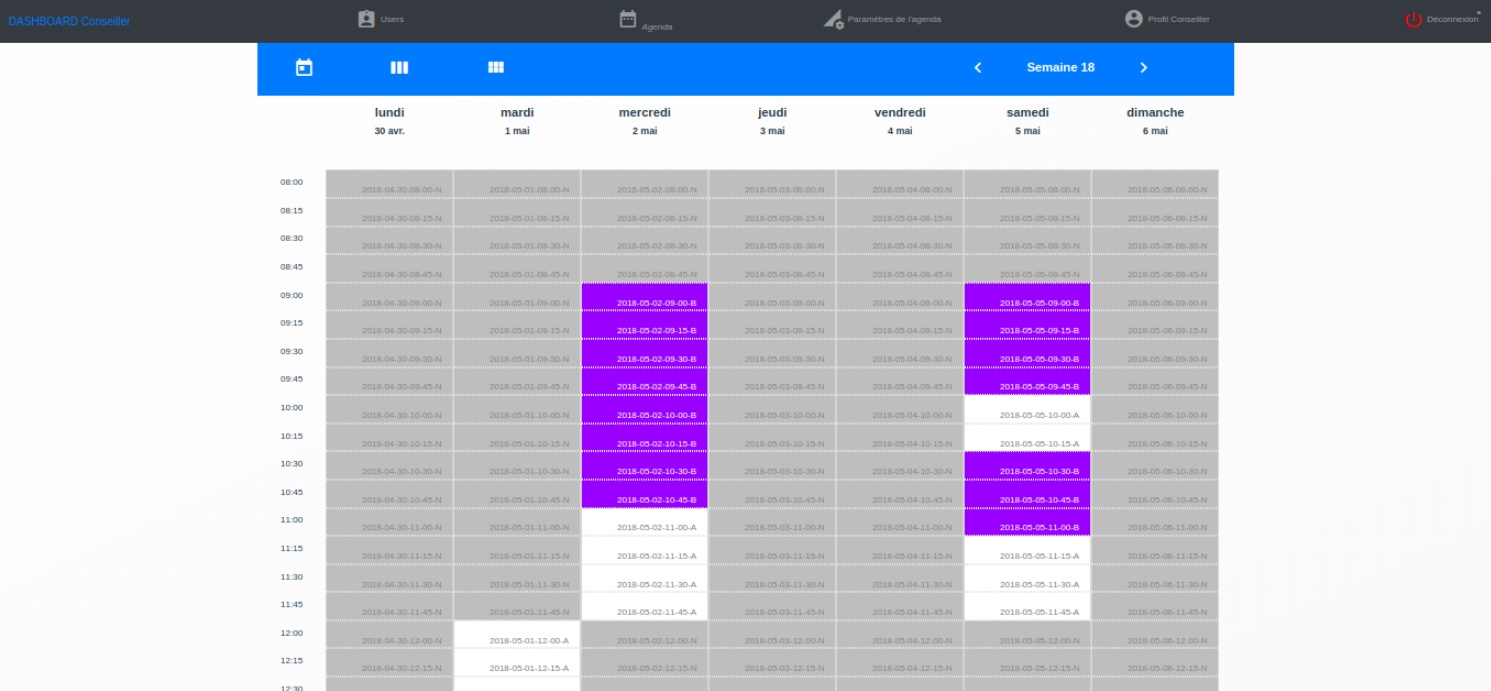 DASHBOARD Conseiller Users Agenda Paramètres de l'agenda Profil Conseiller Déconnexion
Semaine 18
lundi mardi mercredi jeudi vendredi samedi dimanche
30 avr. 1 mai 2 mai 3 mai 4 mai 5 mai 6 mai
08:00 2018-04-30-08-00-N 2018-05-01-08-00-N 2018-05-02-08-00-N 2018-05-03-08-00-N 2018-05-04-08-00-N 2018-05-05-08-00-N 2018-05-06-08-00-N
08:15 2018-04-30-08-15-N 2018-05-01-08-15-N 2018-05-02-08-15-N 2018-05-03-08-15-N 2018-05-04-08-15-N 2018-05-05-08-15-N 2018-05-06-08-15-N
08:30 2018-04-30-08-30-N 2018-05-01-08-30-N 2018-05-02-08-30-N 2018-05-03-08-30-N 2018-05-04-08-30-N 2018-05-05-08-30-N 2018-05-06-08-30-N
08:45 2018-04-30-08-45-N 2018-05-01-08-45-N 2018-05-02-08-45-N 2018-05-03-08-45-N 2018-05-04-08-45-N 2018-05-05-08-45-N 2018-05-06-08-45-N
09:00 2018-04-30-09-00-N 2018-05-01-09-00-N 2018-05-02-09-00-B 2018-05-03-09-00-N 2018-05-04-09-00-N 2018-05-05-09-00-B 2018-05-06-09-00-N
09:15 2018-04-30-09-15-N 2018-05-01-09-15-N 2018-05-02-09-15-B 2018-05-03-09-15-N 2018-05-04-09-15-N 2018-05-05-09-15-B 2018-05-06-09-15-N
09:30 2018-04-30-09-30-N 2018-05-01-09-30-N 2018-05-02-09-30-B 2018-05-03-09-30-N 2018-05-04-09-30-N 2018-05-05-09-30-B 2018-05-06-09-30-N
09:45 2018-04-30-09-45-N 2018-05-01-09-45-N 2018-05-02-09-45-B 2018-05-03-09-45-N 2018-05-04-09-45-N 2018-05-05-09-45-B 2018-05-06-09-45-N
10:00 2018-04-30-10-00-N 2018-05-01-10-00-N 2018-05-02-10-00-B 2018-05-03-10-00-N 2018-05-04-10-00-N 2018-05-05-10-00-A 2018-05-06-10-00-N
10:15 2018-04-30-10-15-N 2018-05-01-10-15-N 2018-05-02-10-15-B 2018-05-03-10-15-N 2018-05-04-10-15-N 2018-05-05-10-15-A 2018-05-06-10-15-N
10:30 2018-04-30-10-30-N 2018-05-01-10-30-N 2018-05-02-10-30-B 2018-05-03-10-30-N 2018-05-04-10-30-N 2018-05-05-10-30-B 2018-05-06-10-30-N
10:45 2018-04-30-10-45-N 2018-05-01-10-45-N 2018-05-02-10-45-B 2018-05-03-10-45-N 2018-05-04-10-45-N 2018-05-05-10-45-B 2018-05-06-10-45-N
11:00 2018-04-30-11-00-N 2018-05-01-11-00-N 2018-05-02-11-00-A 2018-05-03-11-00-N 2018-05-04-11-00-N 2018-05-05-11-00-B 2018-05-06-11-00-N
11:15 2018-04-30-11-15-N 2018-05-01-11-15-N 2018-05-02-11-15-A 2018-05-03-11-15-N 2018-05-04-11-15-N 2018-05-05-11-15-A 2018-05-06-11-15-N
11:30 2018-04-30-11-30-N 2018-05-01-11-30-N 2018-05-02-11-30-A 2018-05-03-11-30-N 2018-05-04-11-30-N 2018-05-05-11-30-A 2018-05-06-11-30-N
11:45 2018-04-30-11-45-N 2018-05-01-11-45-N 2018-05-02-11-45-A 2018-05-03-11-45-N 2018-05-04-11-45-N 2018-05-05-11-45-A 2018-05-06-11-45-N
12:00 2018-04-30-12-00-N 2018-05-01-12-00-A 2018-05-02-12-00-N 2018-05-03-12-00-N 2018-05-04-12-00-N 2018-05-05-12-00-N 2018-05-06-12-00-N
12:15 2018-04-30-12-15-N 2018-05-01-12-15-A 2018-05-02-12-15-N 2018-05-03-12-15-N 2018-05-04-12-15-N 2018-05-05-12-15-N 2018-05-06-12-15-N
12:30